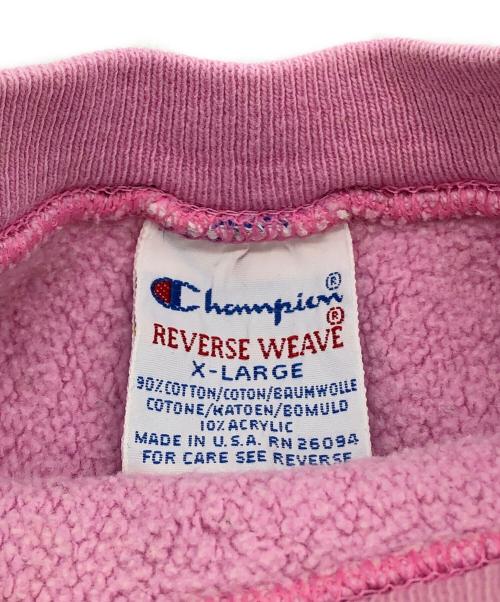 Champion®
REVERSE WEAVE®
X-LARGE
90% COTTON/COTON/BAUMWOLLE
COTONE/KATOEN/BOMULD
10% ACRYLIC
MADE IN U.S.A. RN 26094
FOR CARE SEE REVERSE